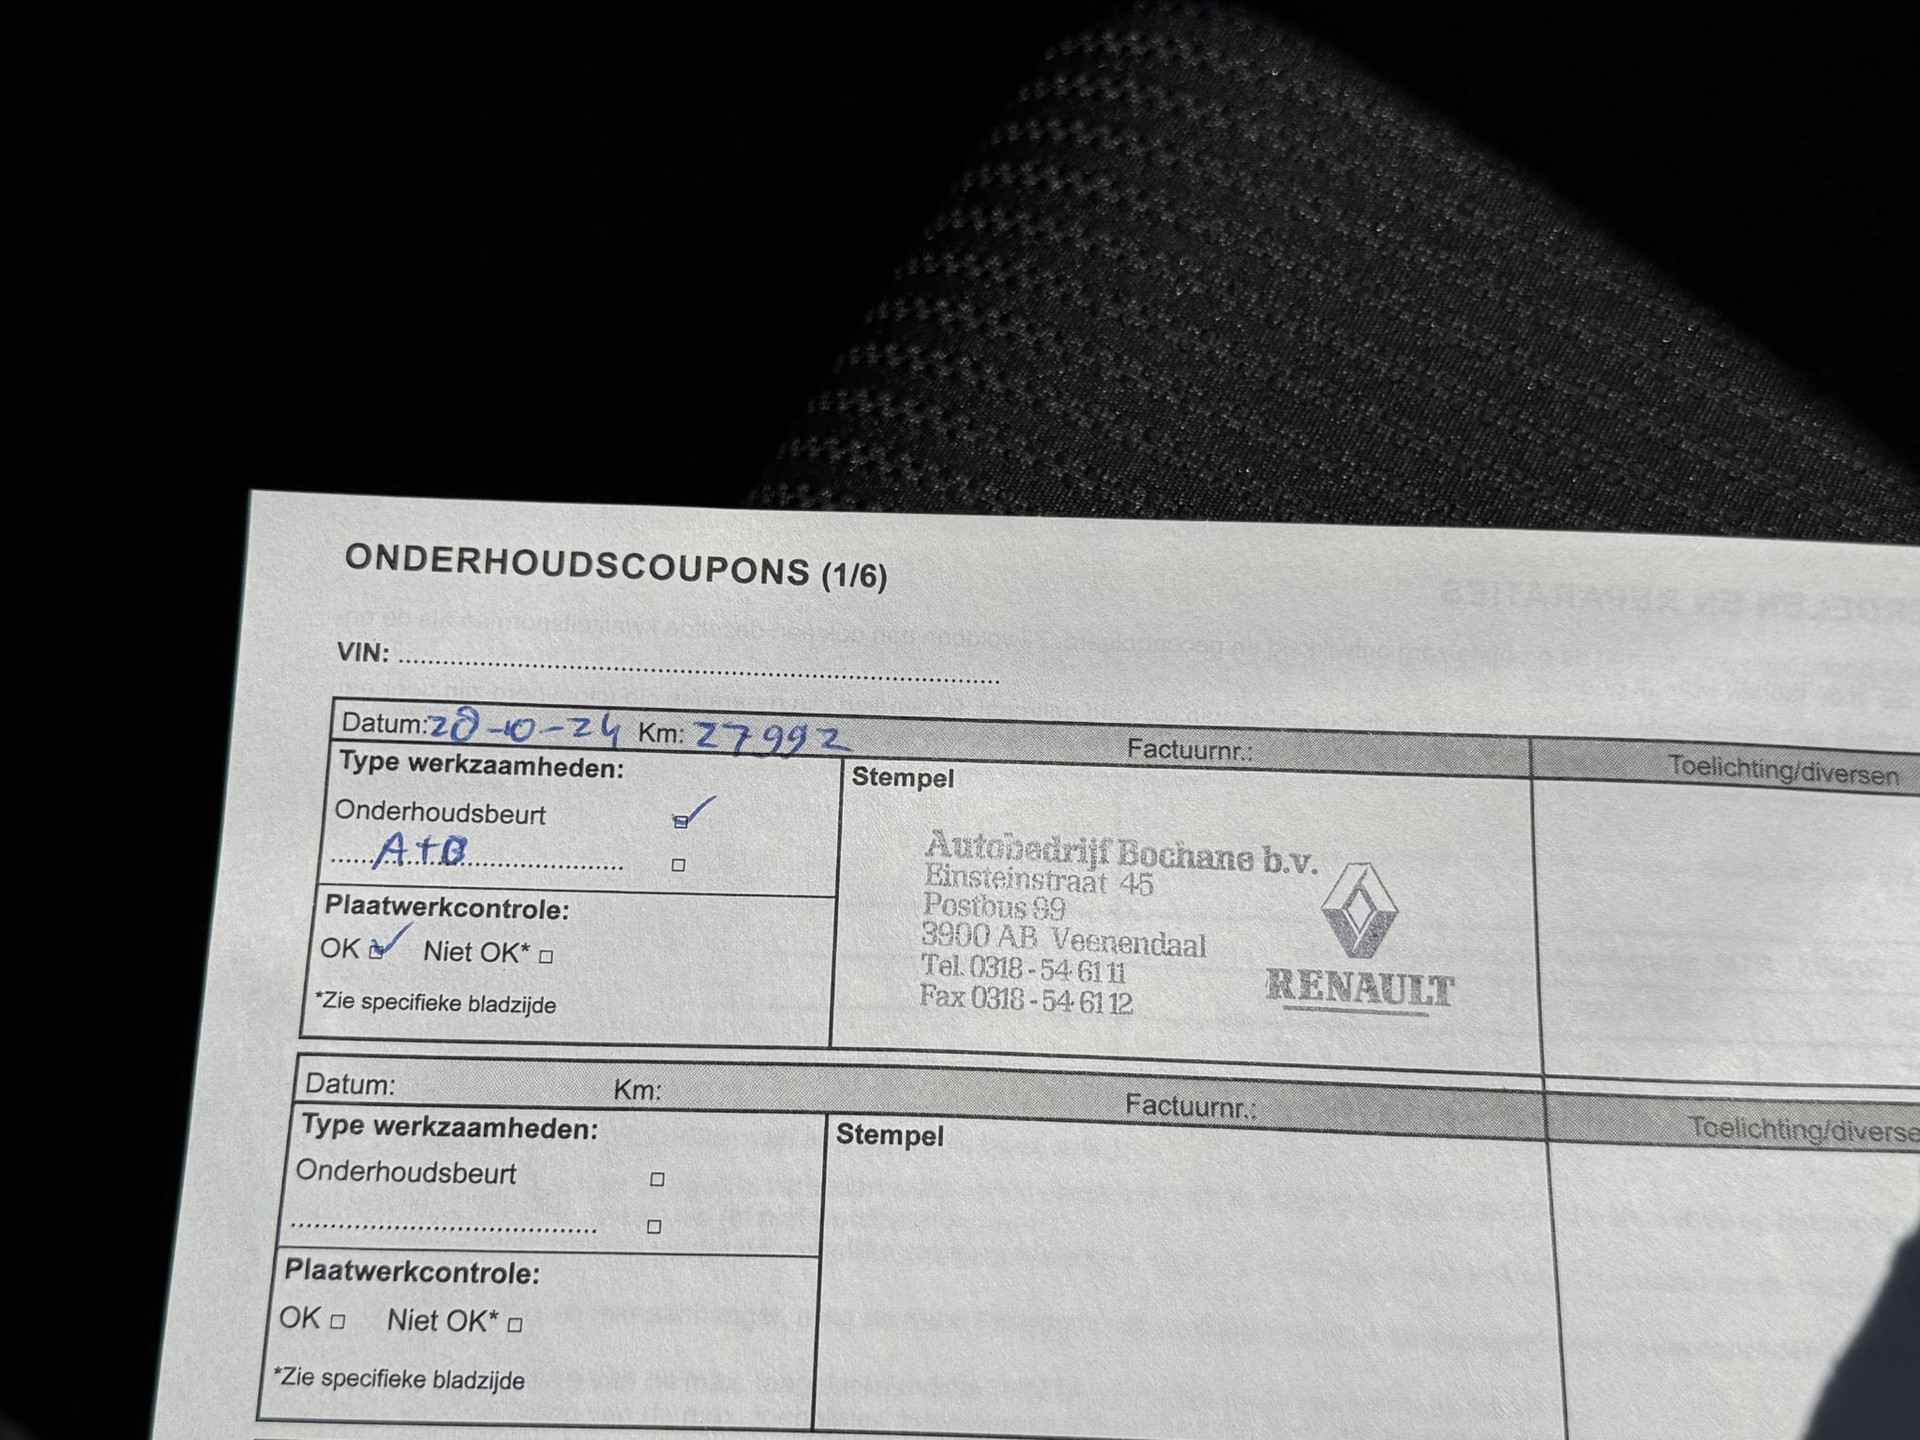 ONDERHOUDSCOUPONS (1/6)
VIN: ........................
Datum: 28-10-24 Km: 27992 Factuurnr.: Toelichting/diversen
Type werkzaamheden:
Onderhoudsbeurt
A+B
Plaatwerkcontrole:
OK Niet OK*
*Zie specifieke bladzijde
Stempel
Autobedrijf Bochane b.v.
Einsteinstraat 45
Postbus 99
3900 AB Veenendaal
Tel. 0318-54 61 11
Fax 0318-54 61 12
RENAULT
Datum: Km: Factuurnr.: Toelichting/diverse
Type werkzaamheden:
Onderhoudsbeurt
Plaatwerkcontrole:
OK Niet OK*
*Zie specifieke bladzijde
Stempel